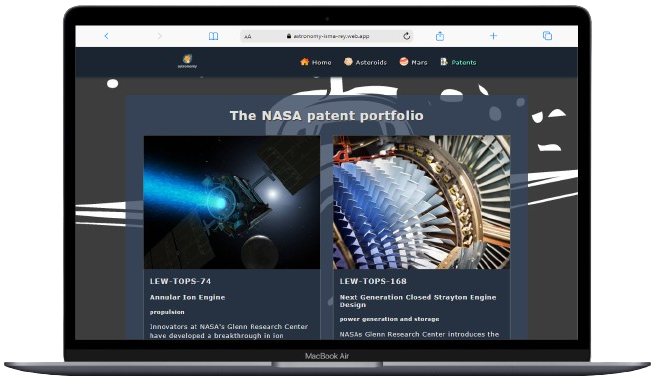 AA astronomy-lima-rey.web.app
Home Asteroids Mars Patents
The NASA patent portfolio
LEW-TOPS-74
Annular Ion Engine
propulsion
Innovators at NASA's Glenn Research Center
have developed a breakthrough in ion
LEW-TOPS-168
Next Generation Closed Strayton Engine
Design
power generation and storage
NASAs Glenn Research Center introduces the
MacBook Air